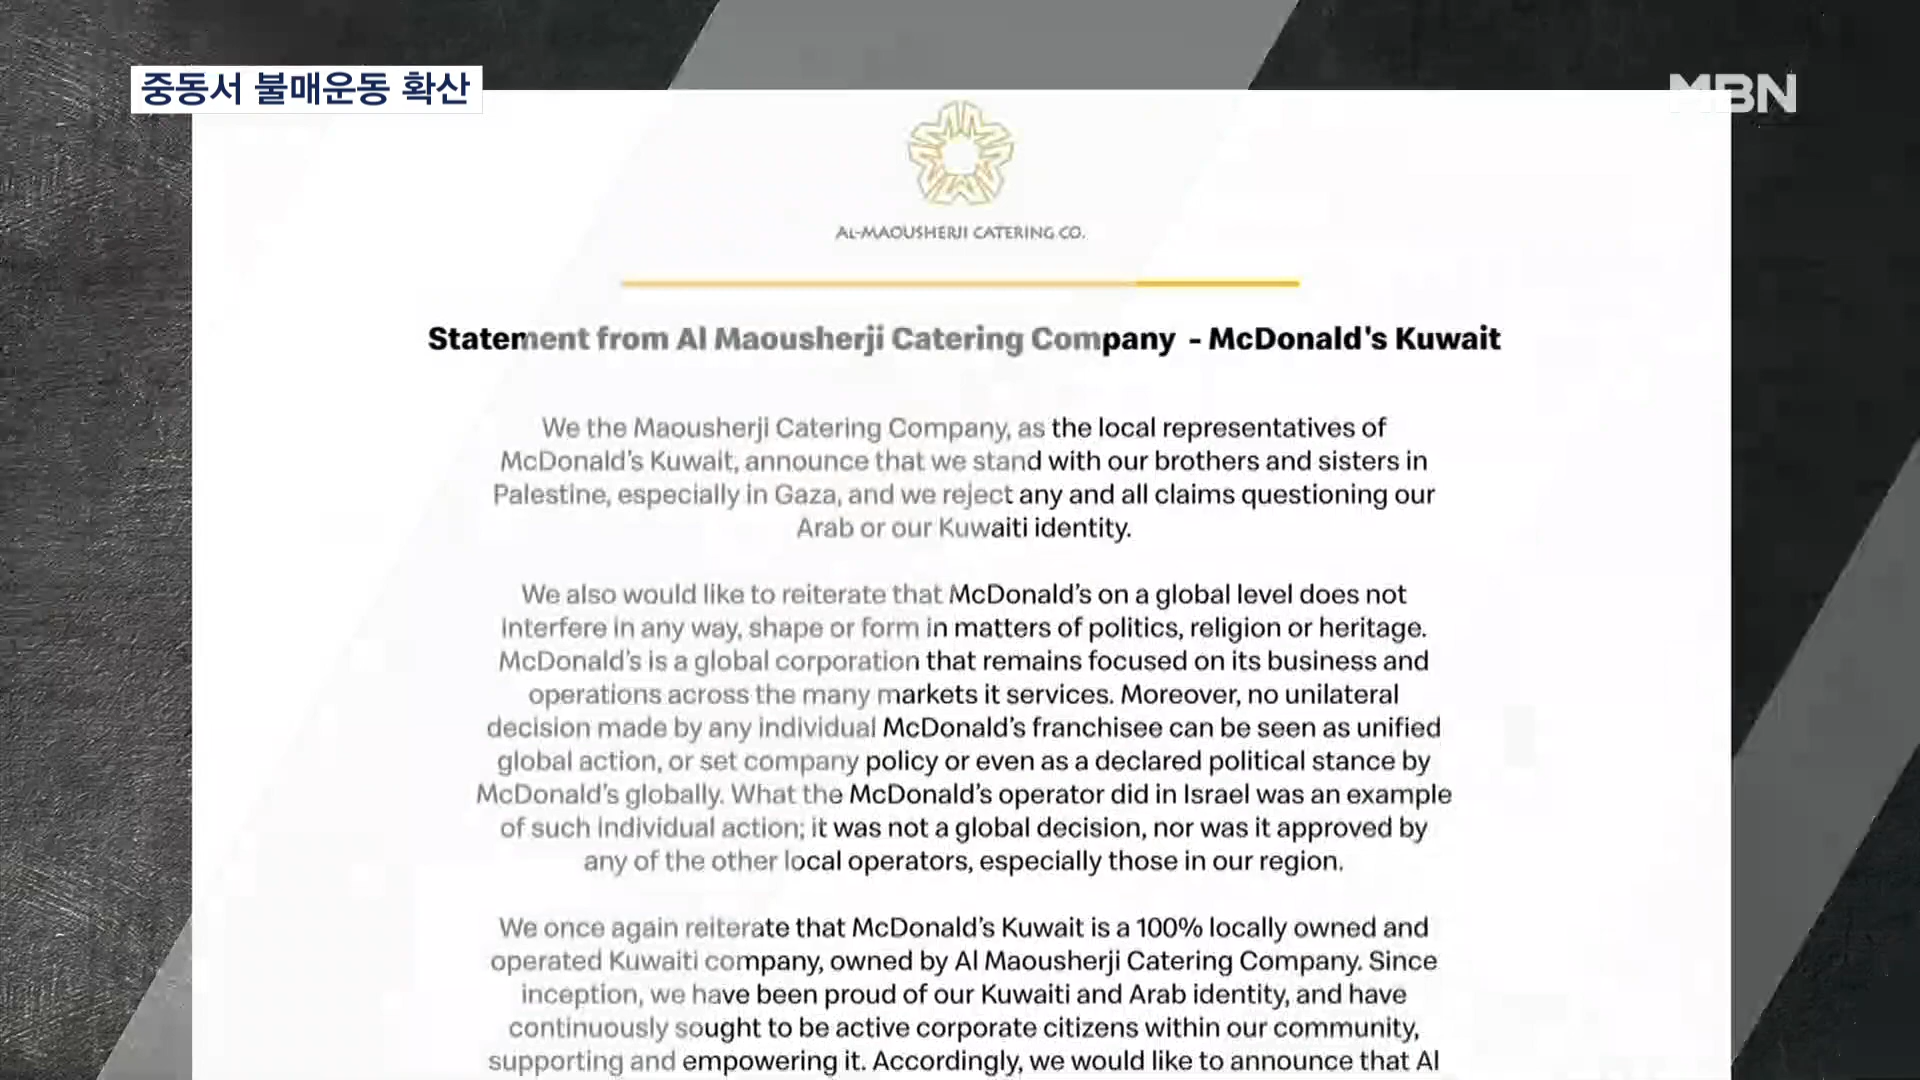 중동서 불매운동 확산
MBN
AL-MAOUSHERJI CATERING CO.
Statement from Al Maousherji Catering Company - McDonald's Kuwait
We the Maousherji Catering Company, as the local representatives of
McDonald's Kuwait, announce that we stand with our brothers and sisters in
Palestine, especially in Gaza, and we reject any and all claims questioning our
Arab or our Kuwaiti identity.
We also would like to reiterate that McDonald's on a global level does not
interfere in any way, shape or form in matters of politics, religion or heritage.
McDonald's is a global corporation that remains focused on its business and
operations across the many markets it services. Moreover, no unilateral
decision made by any individual McDonald's franchisee can be seen as unified
global action, or set company policy or even as a declared political stance by
McDonald's globally. What the McDonald's operator did in Israel was an example
of such individual action; it was not a global decision, nor was it approved by
any of the other local operators, especially those in our region.
We once again reiterate that McDonald's Kuwait is a 100% locally owned and
operated Kuwaiti company, owned by Al Maousherji Catering Company. Since
inception, we have been proud of our Kuwaiti and Arab identity, and have
continuously sought to be active corporate citizens within our community,
supporting and empowering it. Accordingly, we would like to announce that Al